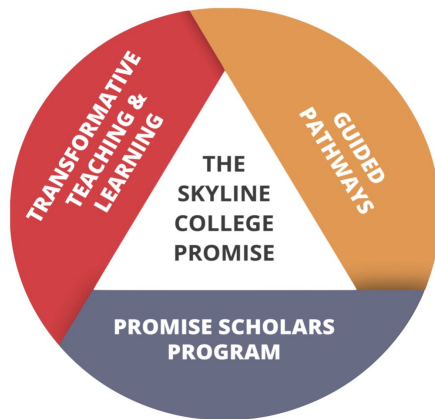 TRANSFORMATIVE
TEACHING &
LEARNING
GUIDED
PATHWAYS
THE
SKYLINE
COLLEGE
PROMISE
PROMISE SCHOLARS
PROGRAM